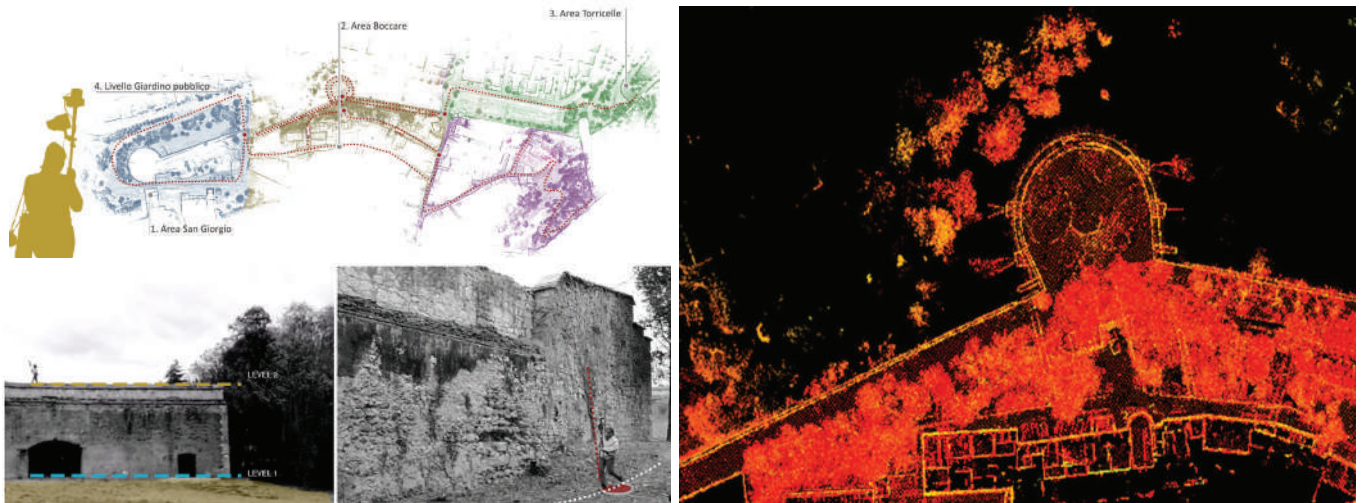 3. Area Torricelle
2. Area Boccare
4. Livello Giardino pubblico
1. Area San Giorgio
LEVEL 2
LEVEL 1